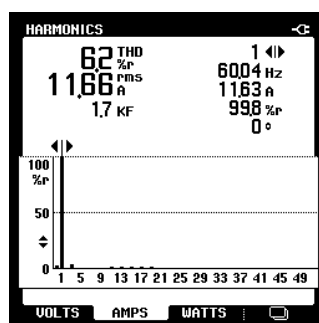 HARMONICS
6.2 THD %r
11.66 rms A
1.7 KF
1
60.04 Hz
11.63 A
99.8 %r
0 °
100
%r
50
0
1 5 9 13 17 21 25 29 33 37 41 45 49
VOLTS AMPS WATTS